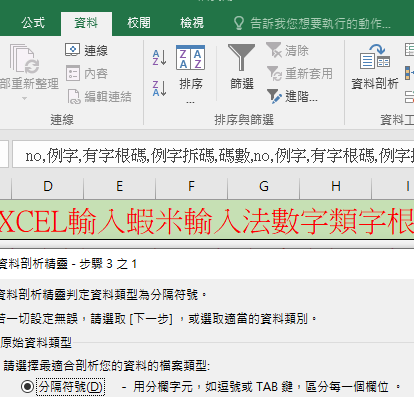 公式 資料 校閱 檢視 告訴我您想要執行的動作...
部重新整理 連線 內容 編輯連結 排序... 篩選 清除 重新套用 進階... 資料剖析
連線 排序與篩選 資料工
no,例字,有字根碼,例字拆碼,碼數,no,例字,有字根碼,例字
D E F G H I
XCEL輸入蝦米輸入法數字類字根
資料剖析精靈 - 步驟 3 之 1
資料剖析精靈判定資料類型為分隔符號。
若一切設定無誤，請選取 [下一步] ，或選取適當的資料類別。
原始資料類型
請選擇最適合剖析您的資料的檔案類型:
分隔符號(D) - 用分欄字元，如逗號或 TAB 鍵，區分每一個欄位 。